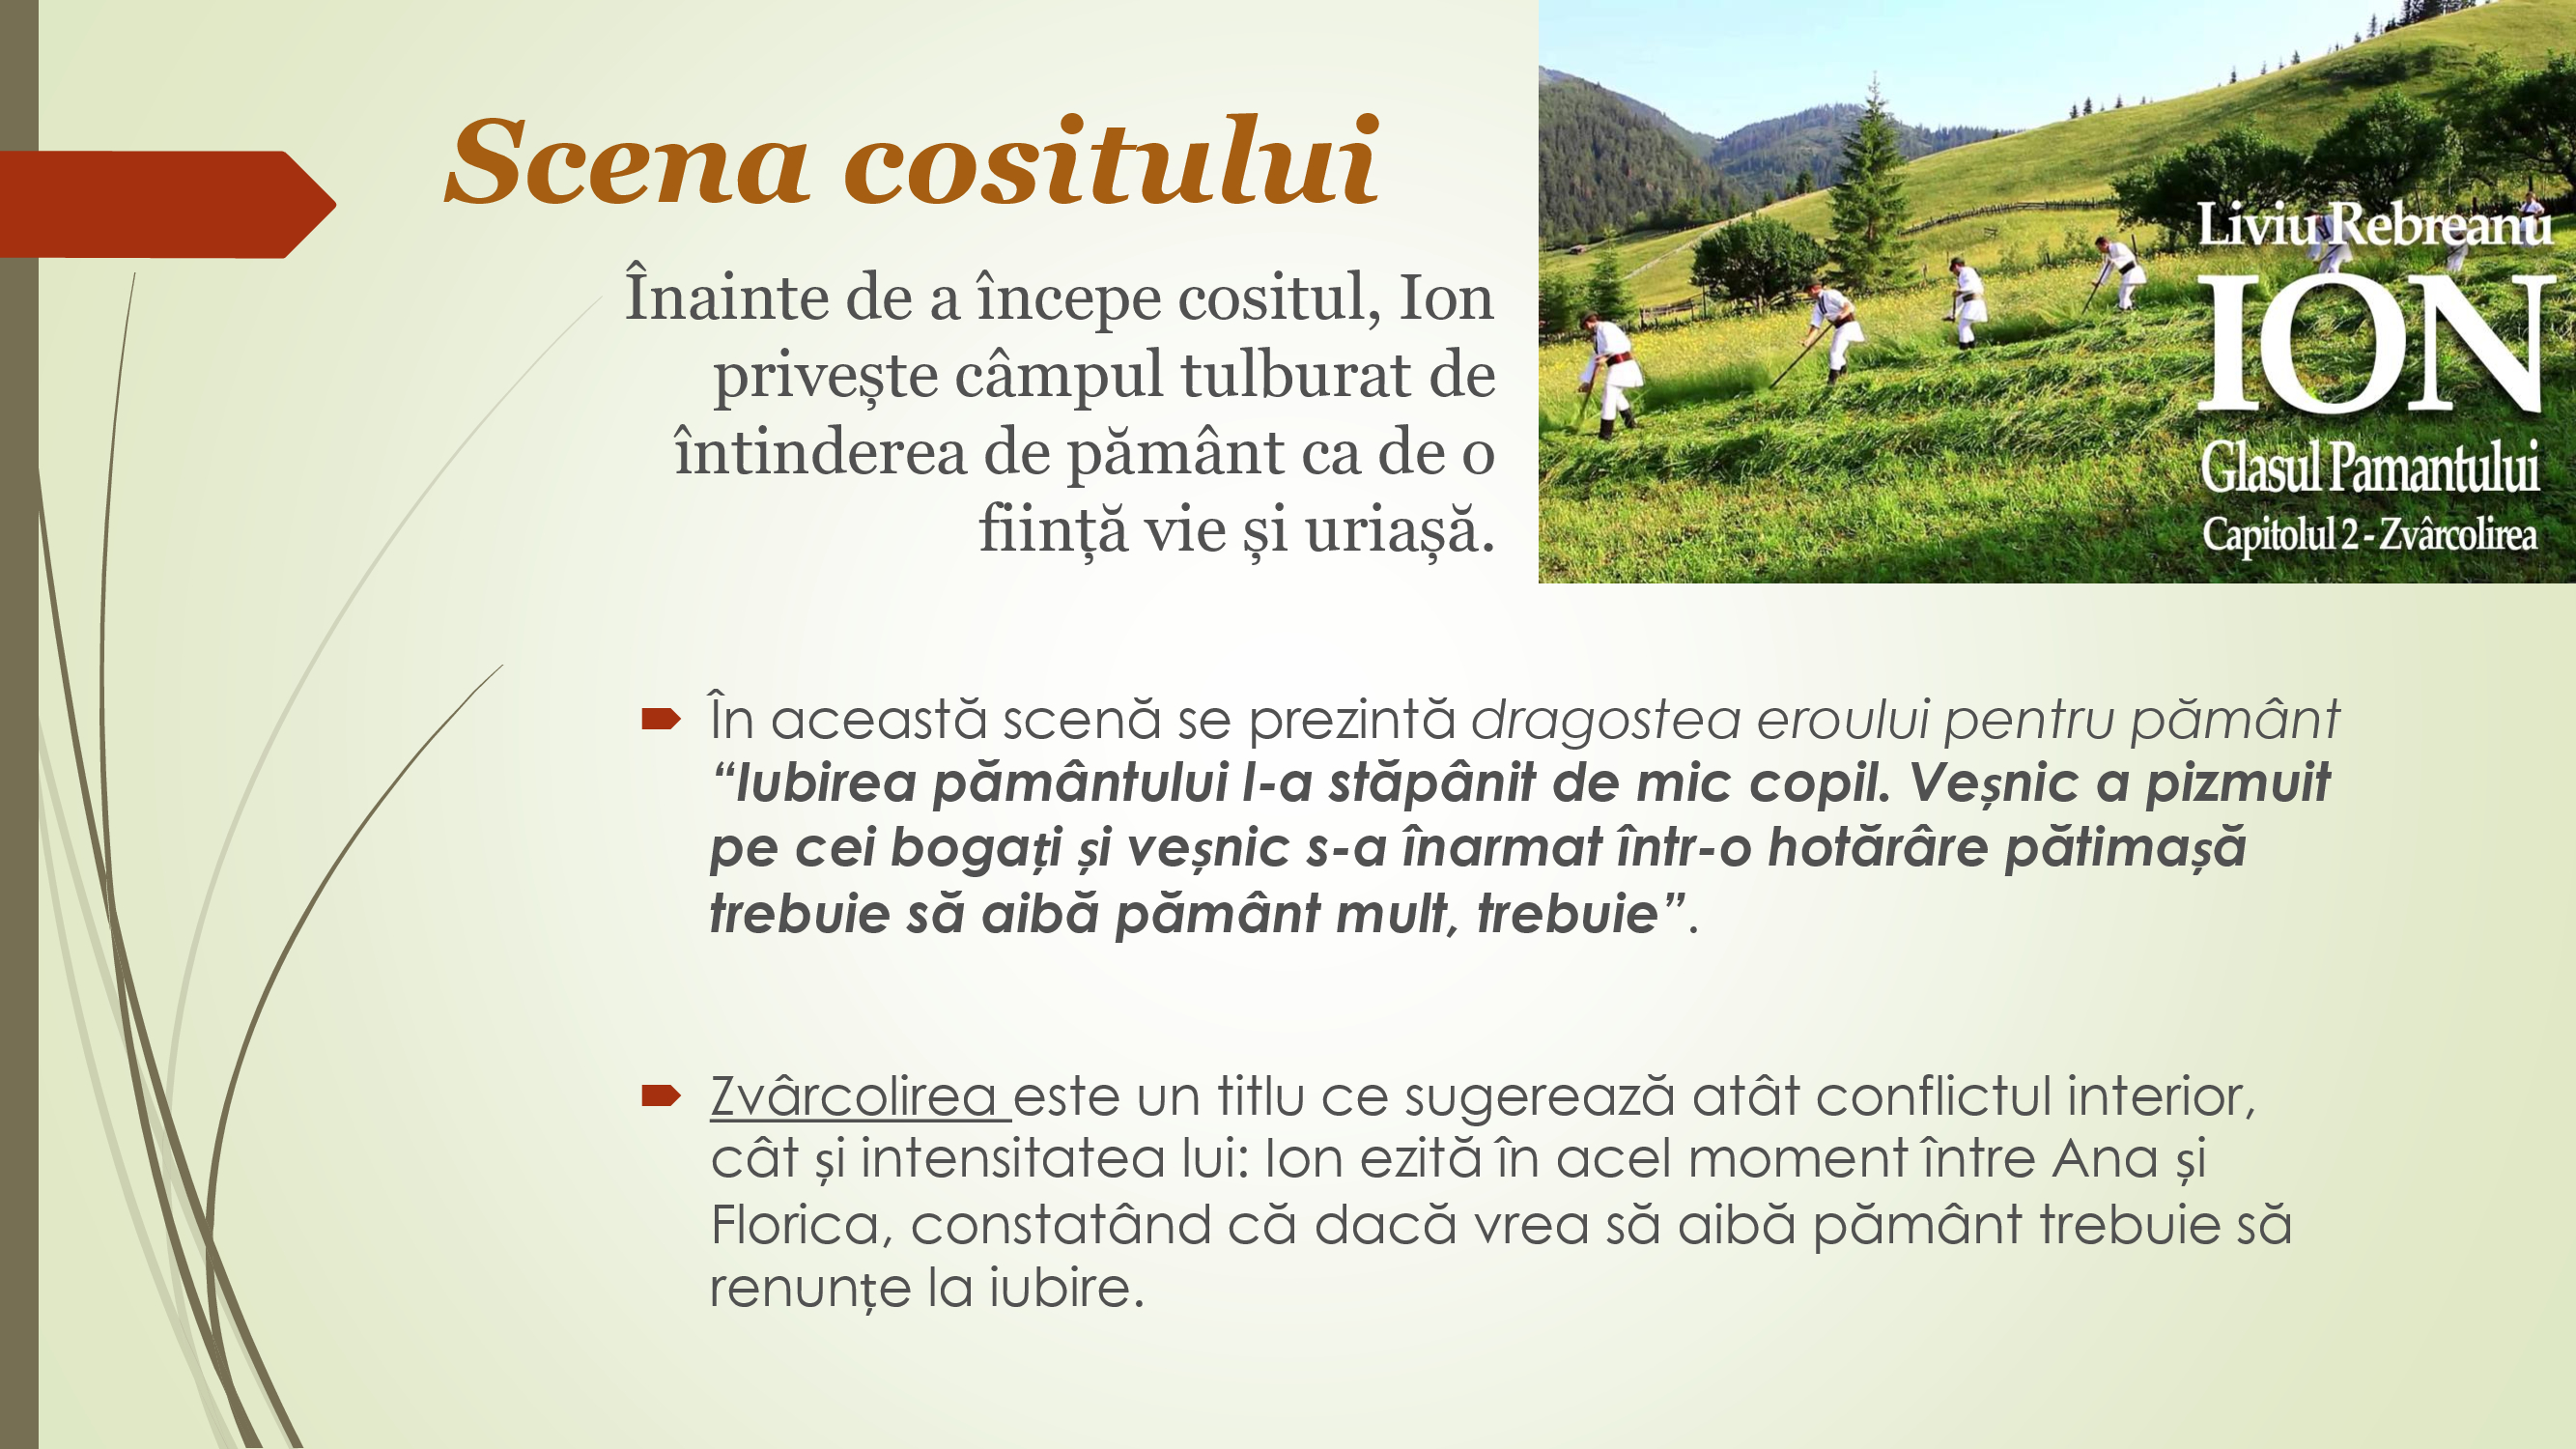 Scena cositului
Înainte de a începe cositul, Ion
privește câmpul tulburat de
întinderea de pământ ca de o
ființă vie și uriașă.
Liviu Rebreanu
ION
Glasul Pamantului
Capitolul 2 - Zvârcolirea
În această scenă se prezintă dragostea eroului pentru pământ
“Iubirea pământului l-a stăpânit de mic copil. Veșnic a pizmuit
pe cei bogați și veșnic s-a înarmat într-o hotărâre pătimașă
trebuie să aibă pământ mult, trebuie”.
Zvârcolirea este un titlu ce sugerează atât conflictul interior,
cât și intensitatea lui: Ion ezită în acel moment între Ana și
Florica, constatând că dacă vrea să aibă pământ trebuie să
renunțe la iubire.